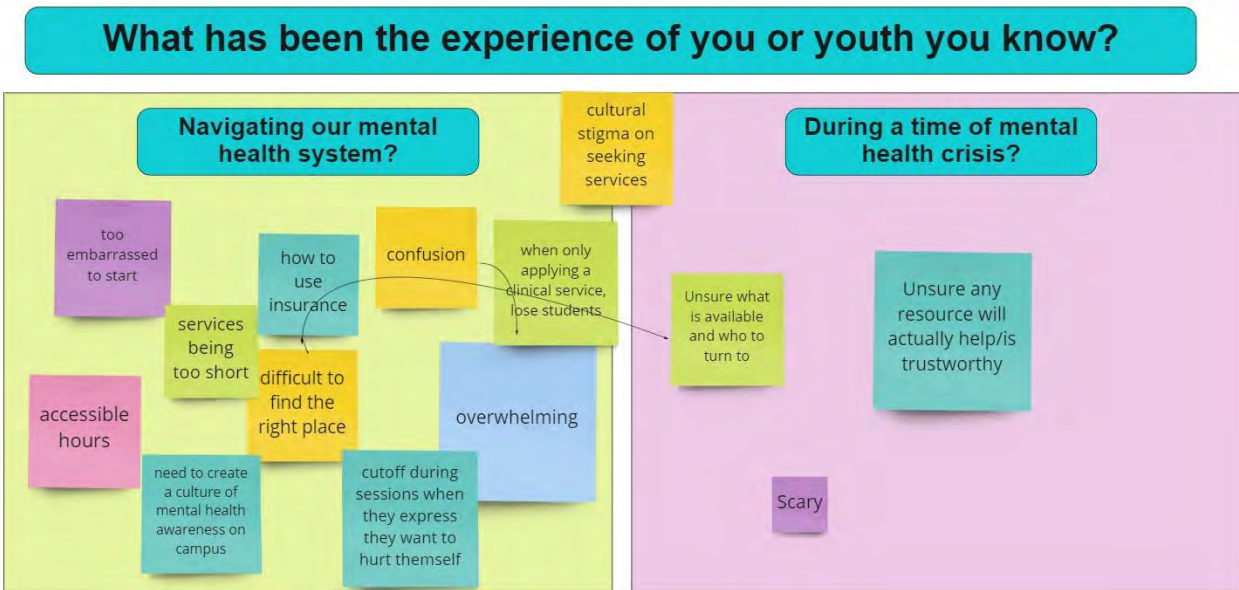 What has been the experience of you or youth you know?
Navigating our mental
health system?
cultural
stigma on
seeking
services
During a time of mental
health crisis?
too
embarrassed
to start
how to
use
insurance
confusion
when only
applying a
clinical service,
lose students
services
being
too short
difficult to
find the
right place
overwhelming
accessible
hours
need to create
a culture of
mental health
awareness on
campus
cutoff during
sessions when
they express
they want to
hurt themself
Unsure what
is available
and who to
turn to
Unsure any
resource will
actually help/is
trustworthy
Scary